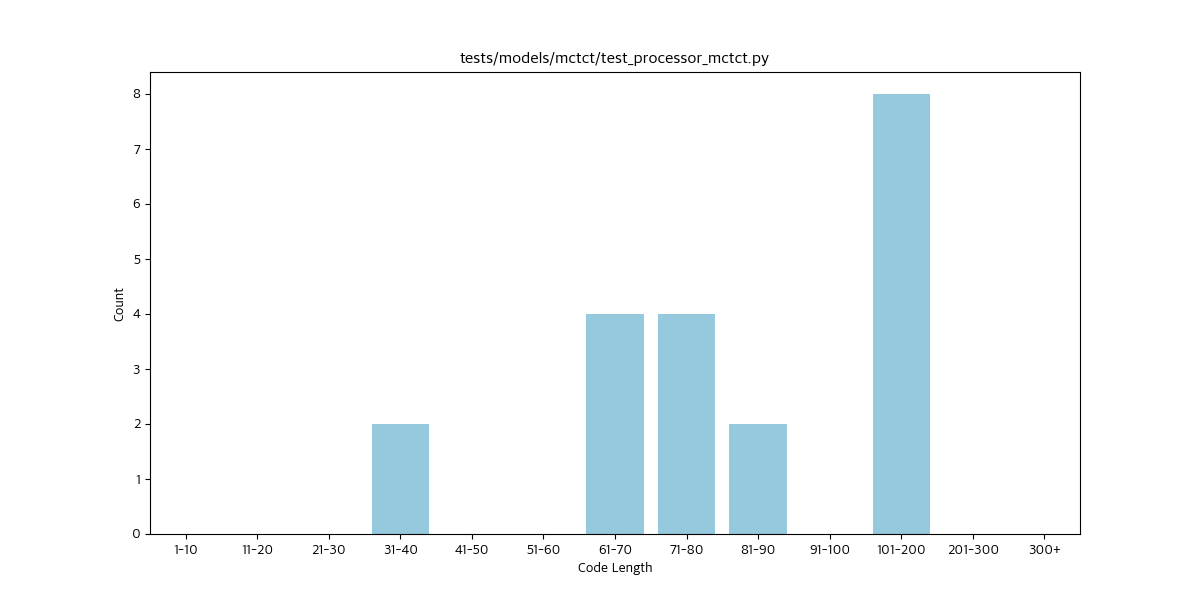 tests/models/mctct/test_processor_mctct.py
8
7
6
5
4
3
2
1
0
Count
1-10 11-20 21-30 31-40 41-50 51-60 61-70 71-80 81-90 91-100 101-200 201-300 300+
Code Length